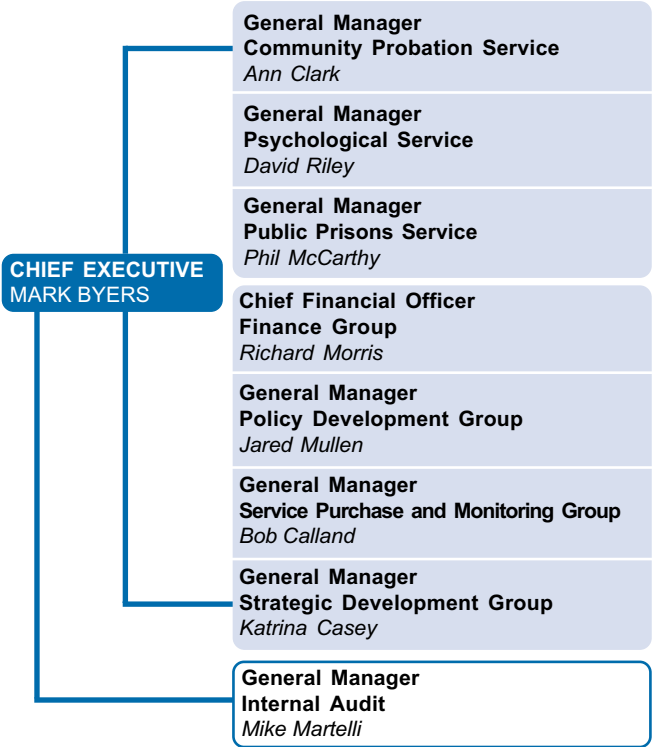 General Manager
Community Probation Service
Ann Clark
General Manager
Psychological Service
David Riley
General Manager
Public Prisons Service
Phil McCarthy
CHIEF EXECUTIVE
MARK BYERS
Chief Financial Officer
Finance Group
Richard Morris
General Manager
Policy Development Group
Jared Mullen
General Manager
Service Purchase and Monitoring Group
Bob Calland
General Manager
Strategic Development Group
Katrina Casey
General Manager
Internal Audit
Mike Martelli